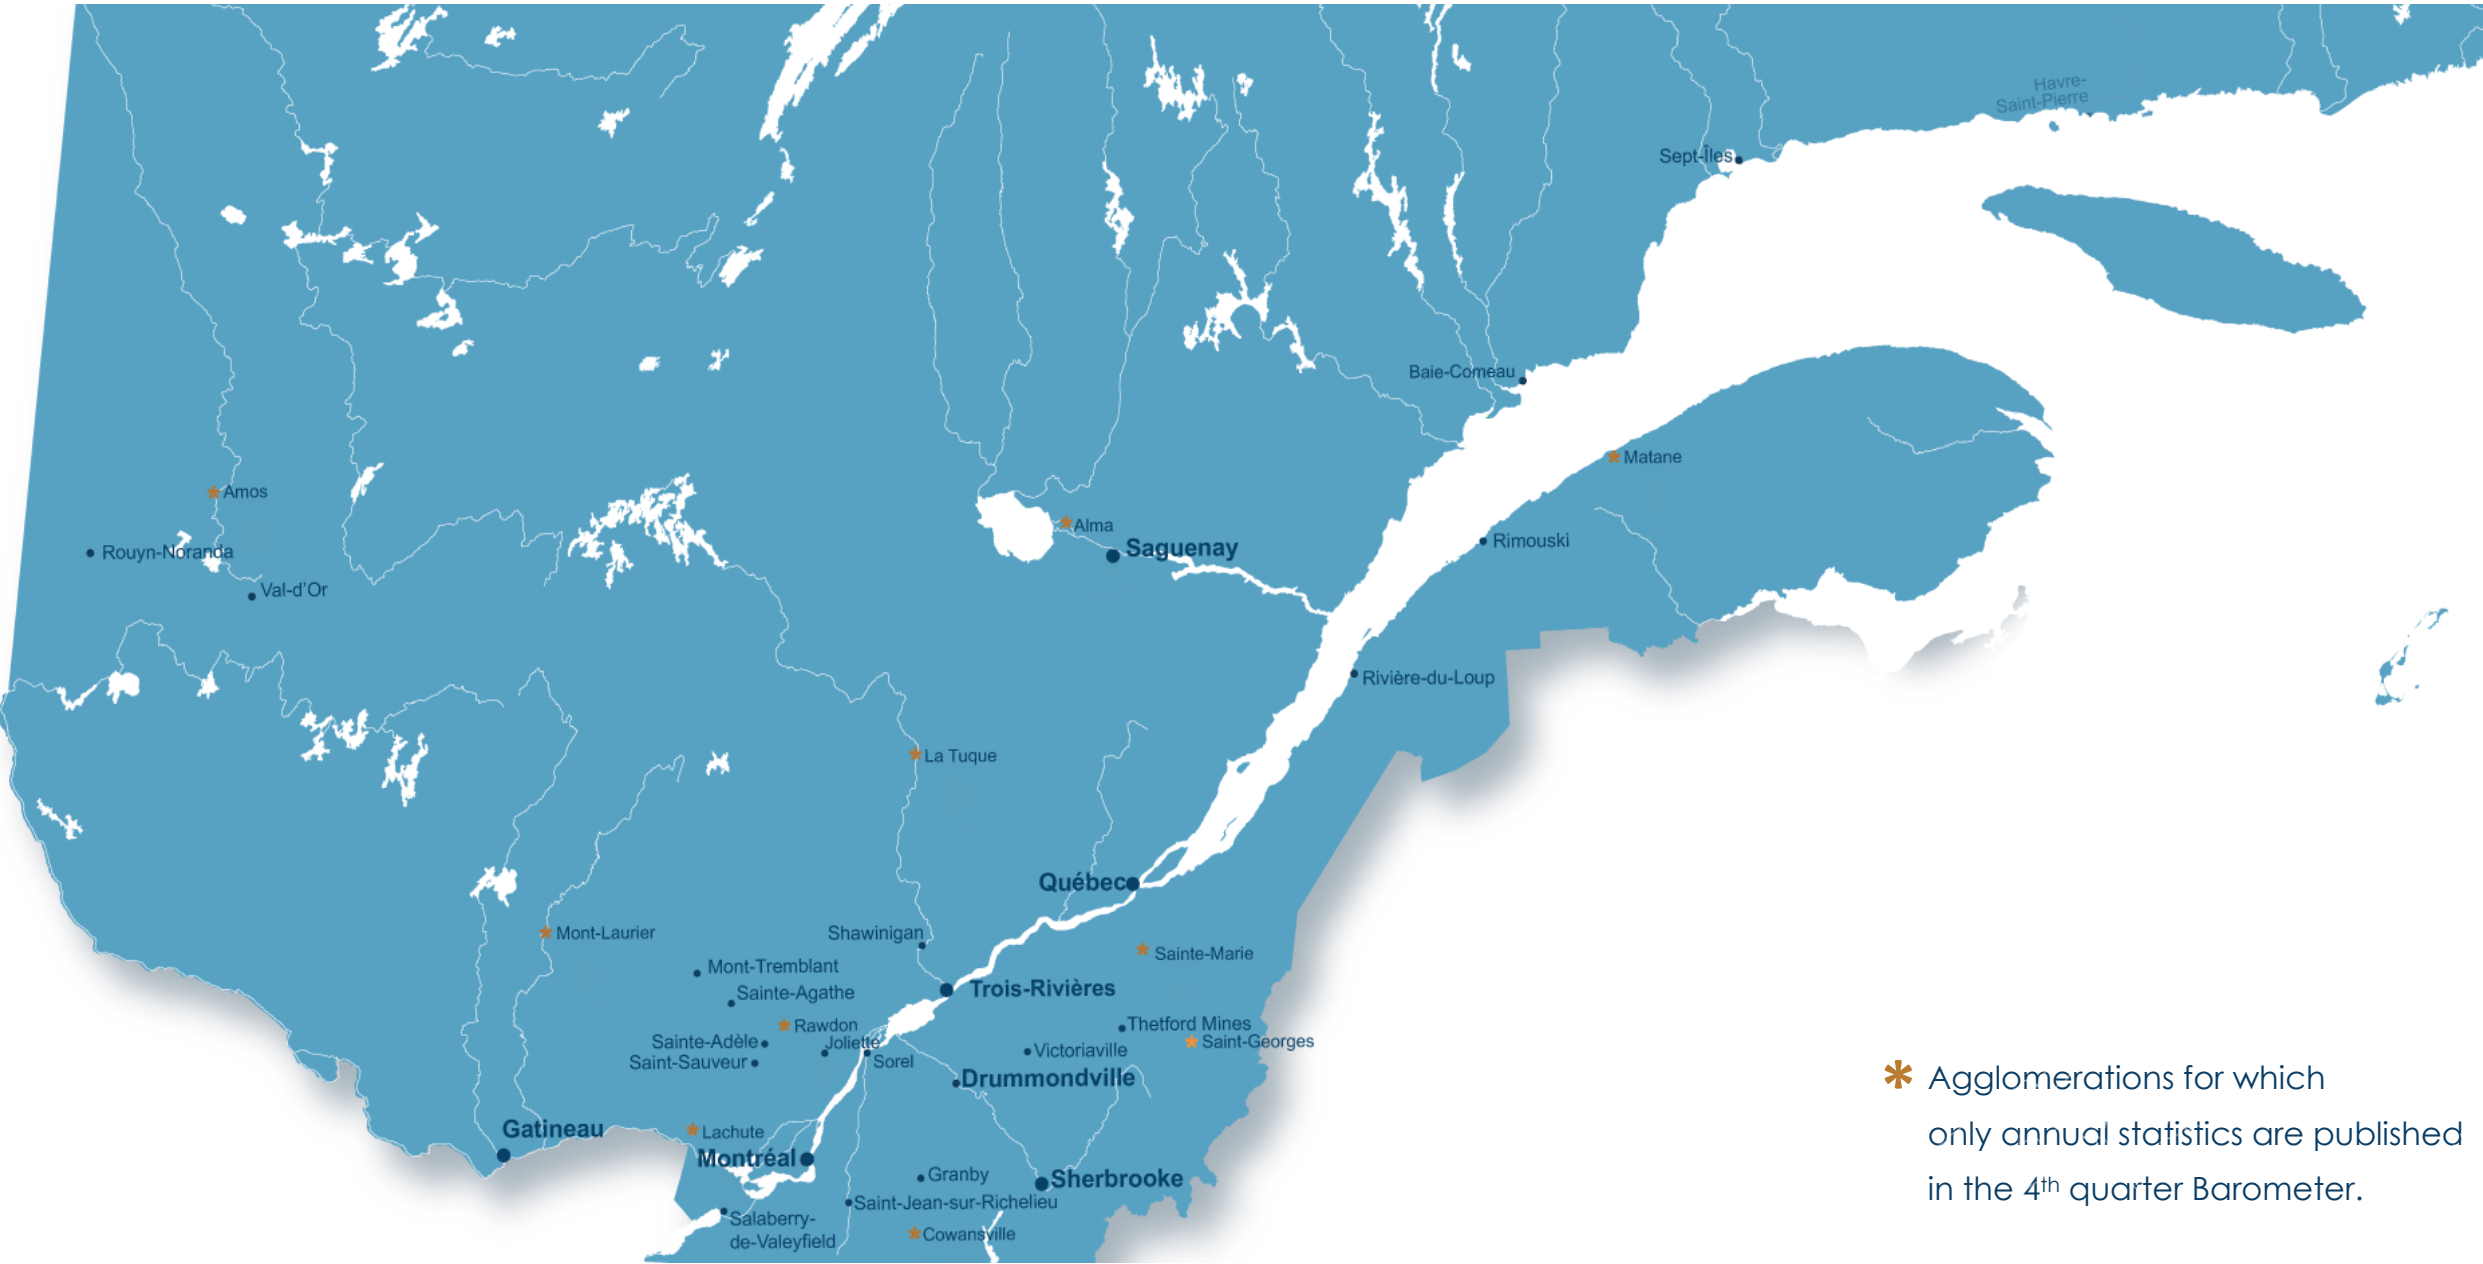 Havre-
Saint-Pierre
Sept-Îles
Baie-Comeau
* Matane
* Amos
* Alma
Rouyn-Noranda
Saguenay
Rimouski
Val-d'Or
Rivière-du-Loup
* La Tuque
Québec
* Mont-Laurier
Shawinigan
* Sainte-Marie
Mont-Tremblant
Trois-Rivières
Sainte-Agathe
* Rawdon
Thetford Mines
Sainte-Adèle
Joliette
* Saint-Georges
Victoriaville
Saint-Sauveur
Sorel
Drummondville
Gatineau
* Lachute
Montréal
Granby
Sherbrooke
Saint-Jean-sur-Richelieu
Salaberry-
de-Valeyfield
* Cowansville
* Agglomerations for which
only annual statistics are published
in the 4th quarter Barometer.